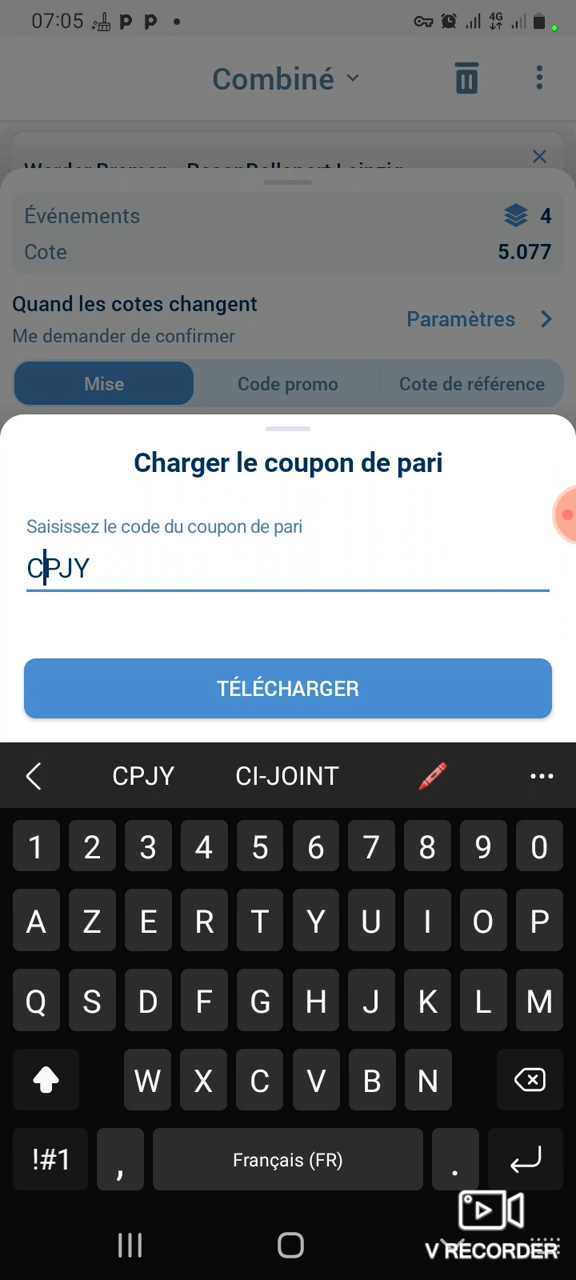 07:05 P P 4G
Combiné
Événements 4
Cote 5.077
Quand les cotes changent
Me demander de confirmer
Paramètres
Mise Code promo Cote de référence
Charger le coupon de pari
Saisissez le code du coupon de pari
CPJY
TÉLÉCHARGER
CPJY CI-JOINT
1 2 3 4 5 6 7 8 9 0
A Z E R T Y U I O P
Q S D F G H J K L M
W X C V B N
!#1 , Français (FR) .
V RECORDER